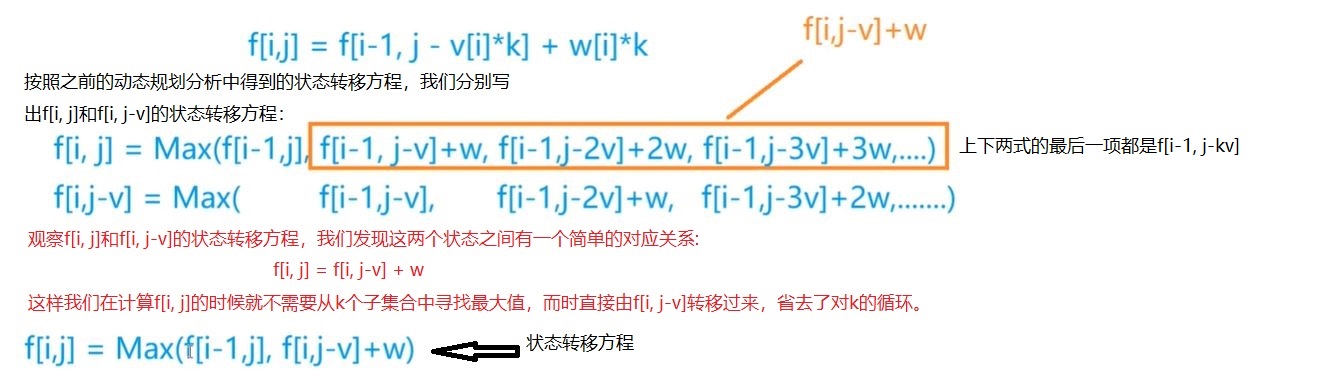 f[i,j-v]+w
f[i,j] = f[i-1, j - v[i]*k] + w[i]*k
按照之前的动态规划分析中得到的状态转移方程，我们分别写
出f[i, j]和f[i, j-v]的状态转移方程：
f[i, j] = Max(f[i-1,j], f[i-1, j-v]+w, f[i-1,j-2v]+2w, f[i-1,j-3v]+3w,....) 上下两式的最后一项都是f[i-1, j-kv]
f[i,j-v] = Max( f[i-1,j-v], f[i-1,j-2v]+w, f[i-1,j-3v]+2w,.......)
观察f[i, j]和f[i, j-v]的状态转移方程，我们发现这两个状态之间有一个简单的对应关系:
f[i, j] = f[i, j-v] + w
这样我们在计算f[i, j]的时候就不需要从k个子集合中寻找最大值，而时直接由f[i, j-v]转移过来，省去了对k的循环。
f[i,j] = Max(f[i-1,j], f[i,j-v]+w) 状态转移方程